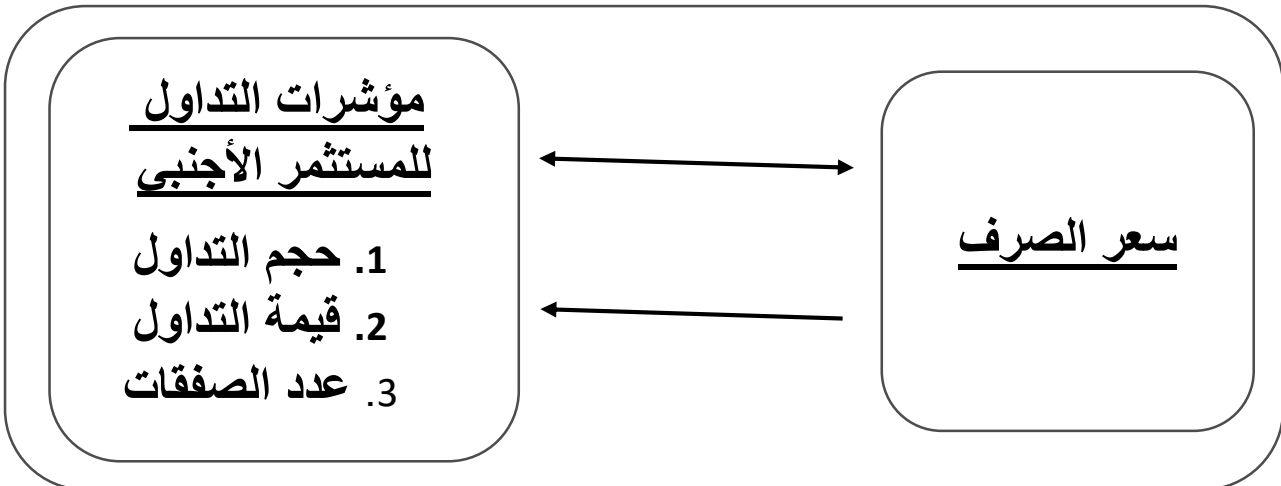 مؤشرات التداول
للمستثمر الأجنبي
1. حجم التداول
2. قيمة التداول
3. عدد الصفقات
سعر الصرف